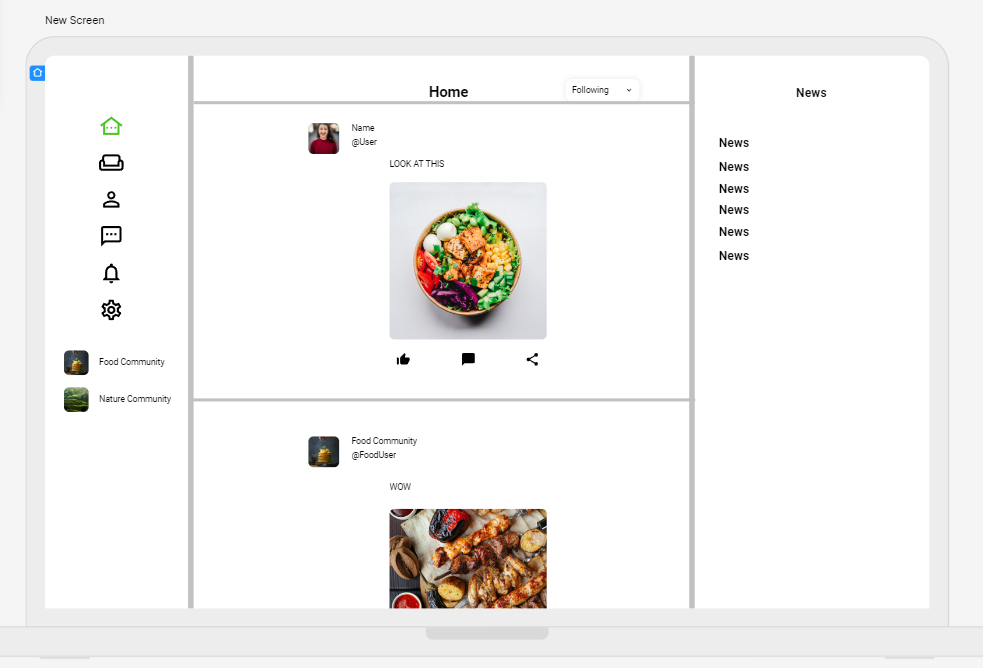 New Screen
Home
Following
News
Name
@User
LOOK AT THIS
News
News
News
News
News
News
Food Community
Nature Community
Food Community
@FoodUser
WOW